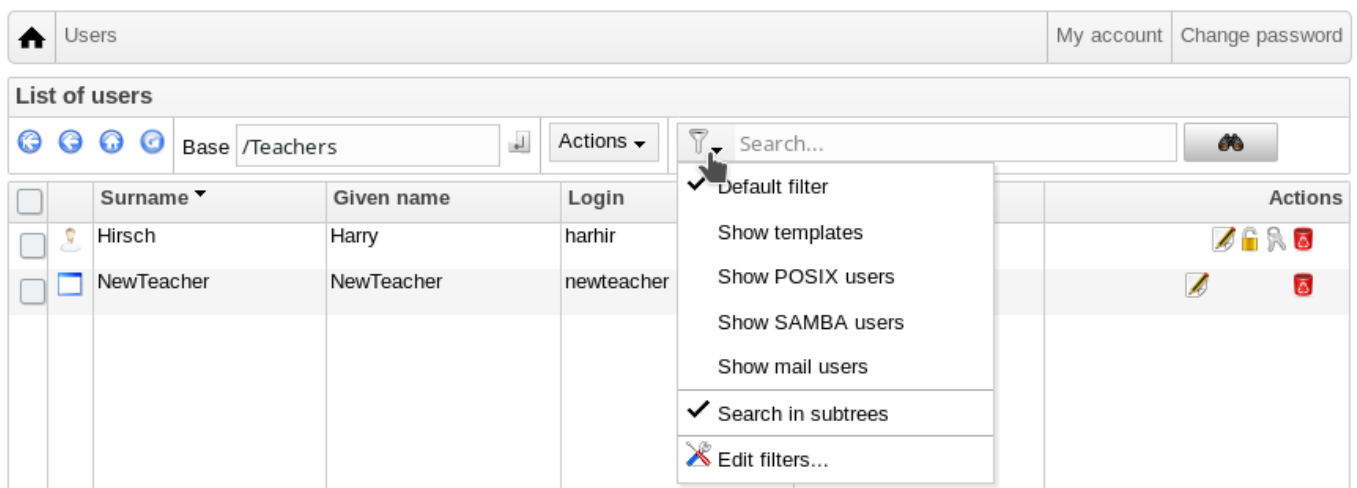 Users My account Change password
List of users
Base /Teachers Actions Search...
Surname Given name Login Actions
Hirsch Harry harhir
NewTeacher NewTeacher newteacher
Default filter
Show templates
Show POSIX users
Show SAMBA users
Show mail users
Search in subtrees
Edit filters...